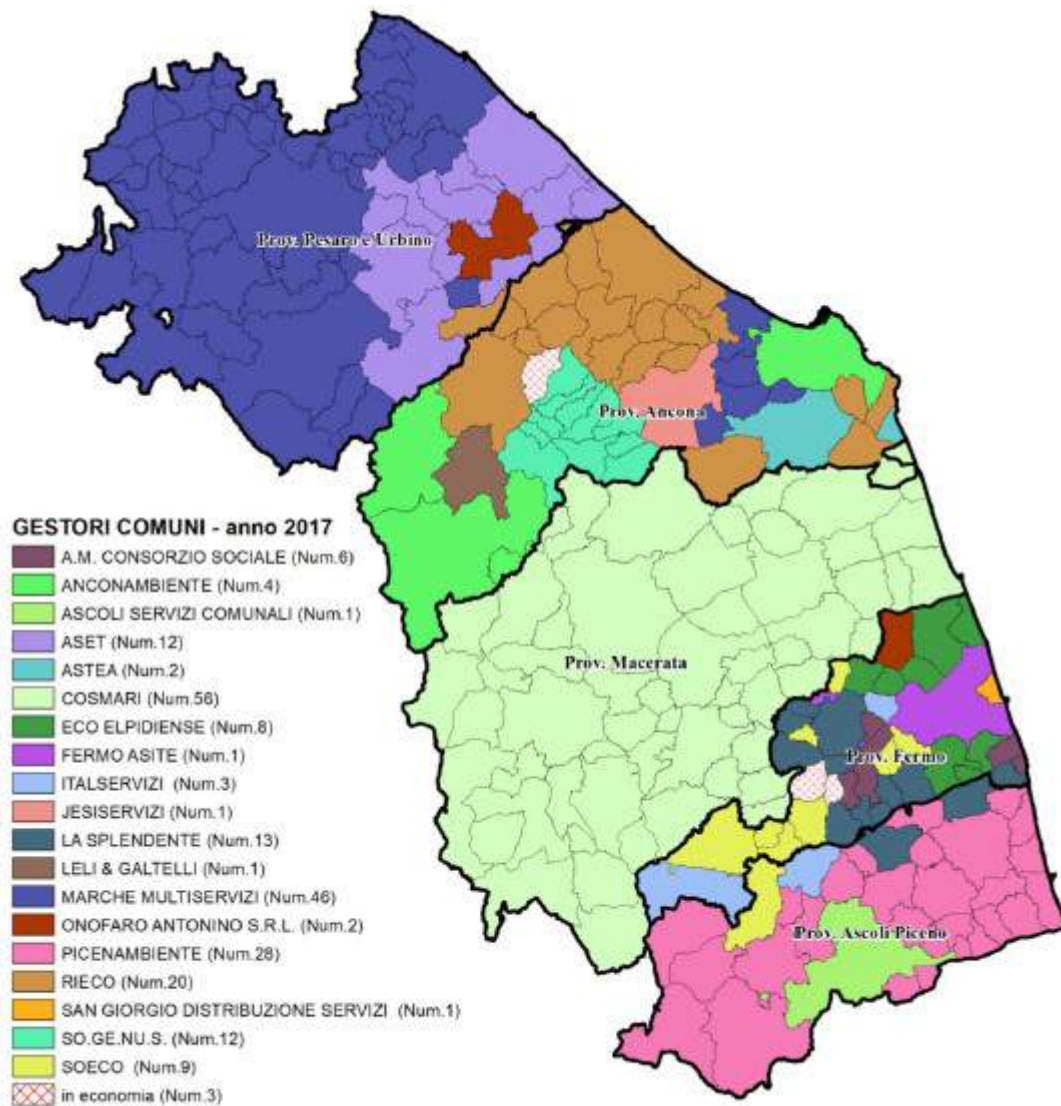 Prov. Pesaro e Urbino
Prov. Ancona
GESTORI COMUNI - anno 2017
A.M. CONSORZIO SOCIALE (Num.6)
ANCONAMBIENTE (Num.4)
ASCOLI SERVIZI COMUNALI (Num.1)
ASET (Num.12)
ASTEA (Num.2)
COSMARI (Num.56)
ECO ELPIDIENSE (Num.8)
FERMO ASITE (Num.1)
ITALSERVIZI (Num.3)
JESISERVIZI (Num.1)
LA SPLENDENTE (Num.13)
LELI & GALTELLI (Num.1)
MARCHE MULTISERVIZI (Num.46)
ONOFARO ANTONINO S.R.L. (Num.2)
PICENAMBIENTE (Num.28)
RIECO (Num.20)
SAN GIORGIO DISTRIBUZIONE SERVIZI (Num.1)
SO.GE.NU.S. (Num.12)
SOECO (Num.9)
in economia (Num.3)
Prov. Macerata
Prov. Fermo
Prov. Ascoli Piceno